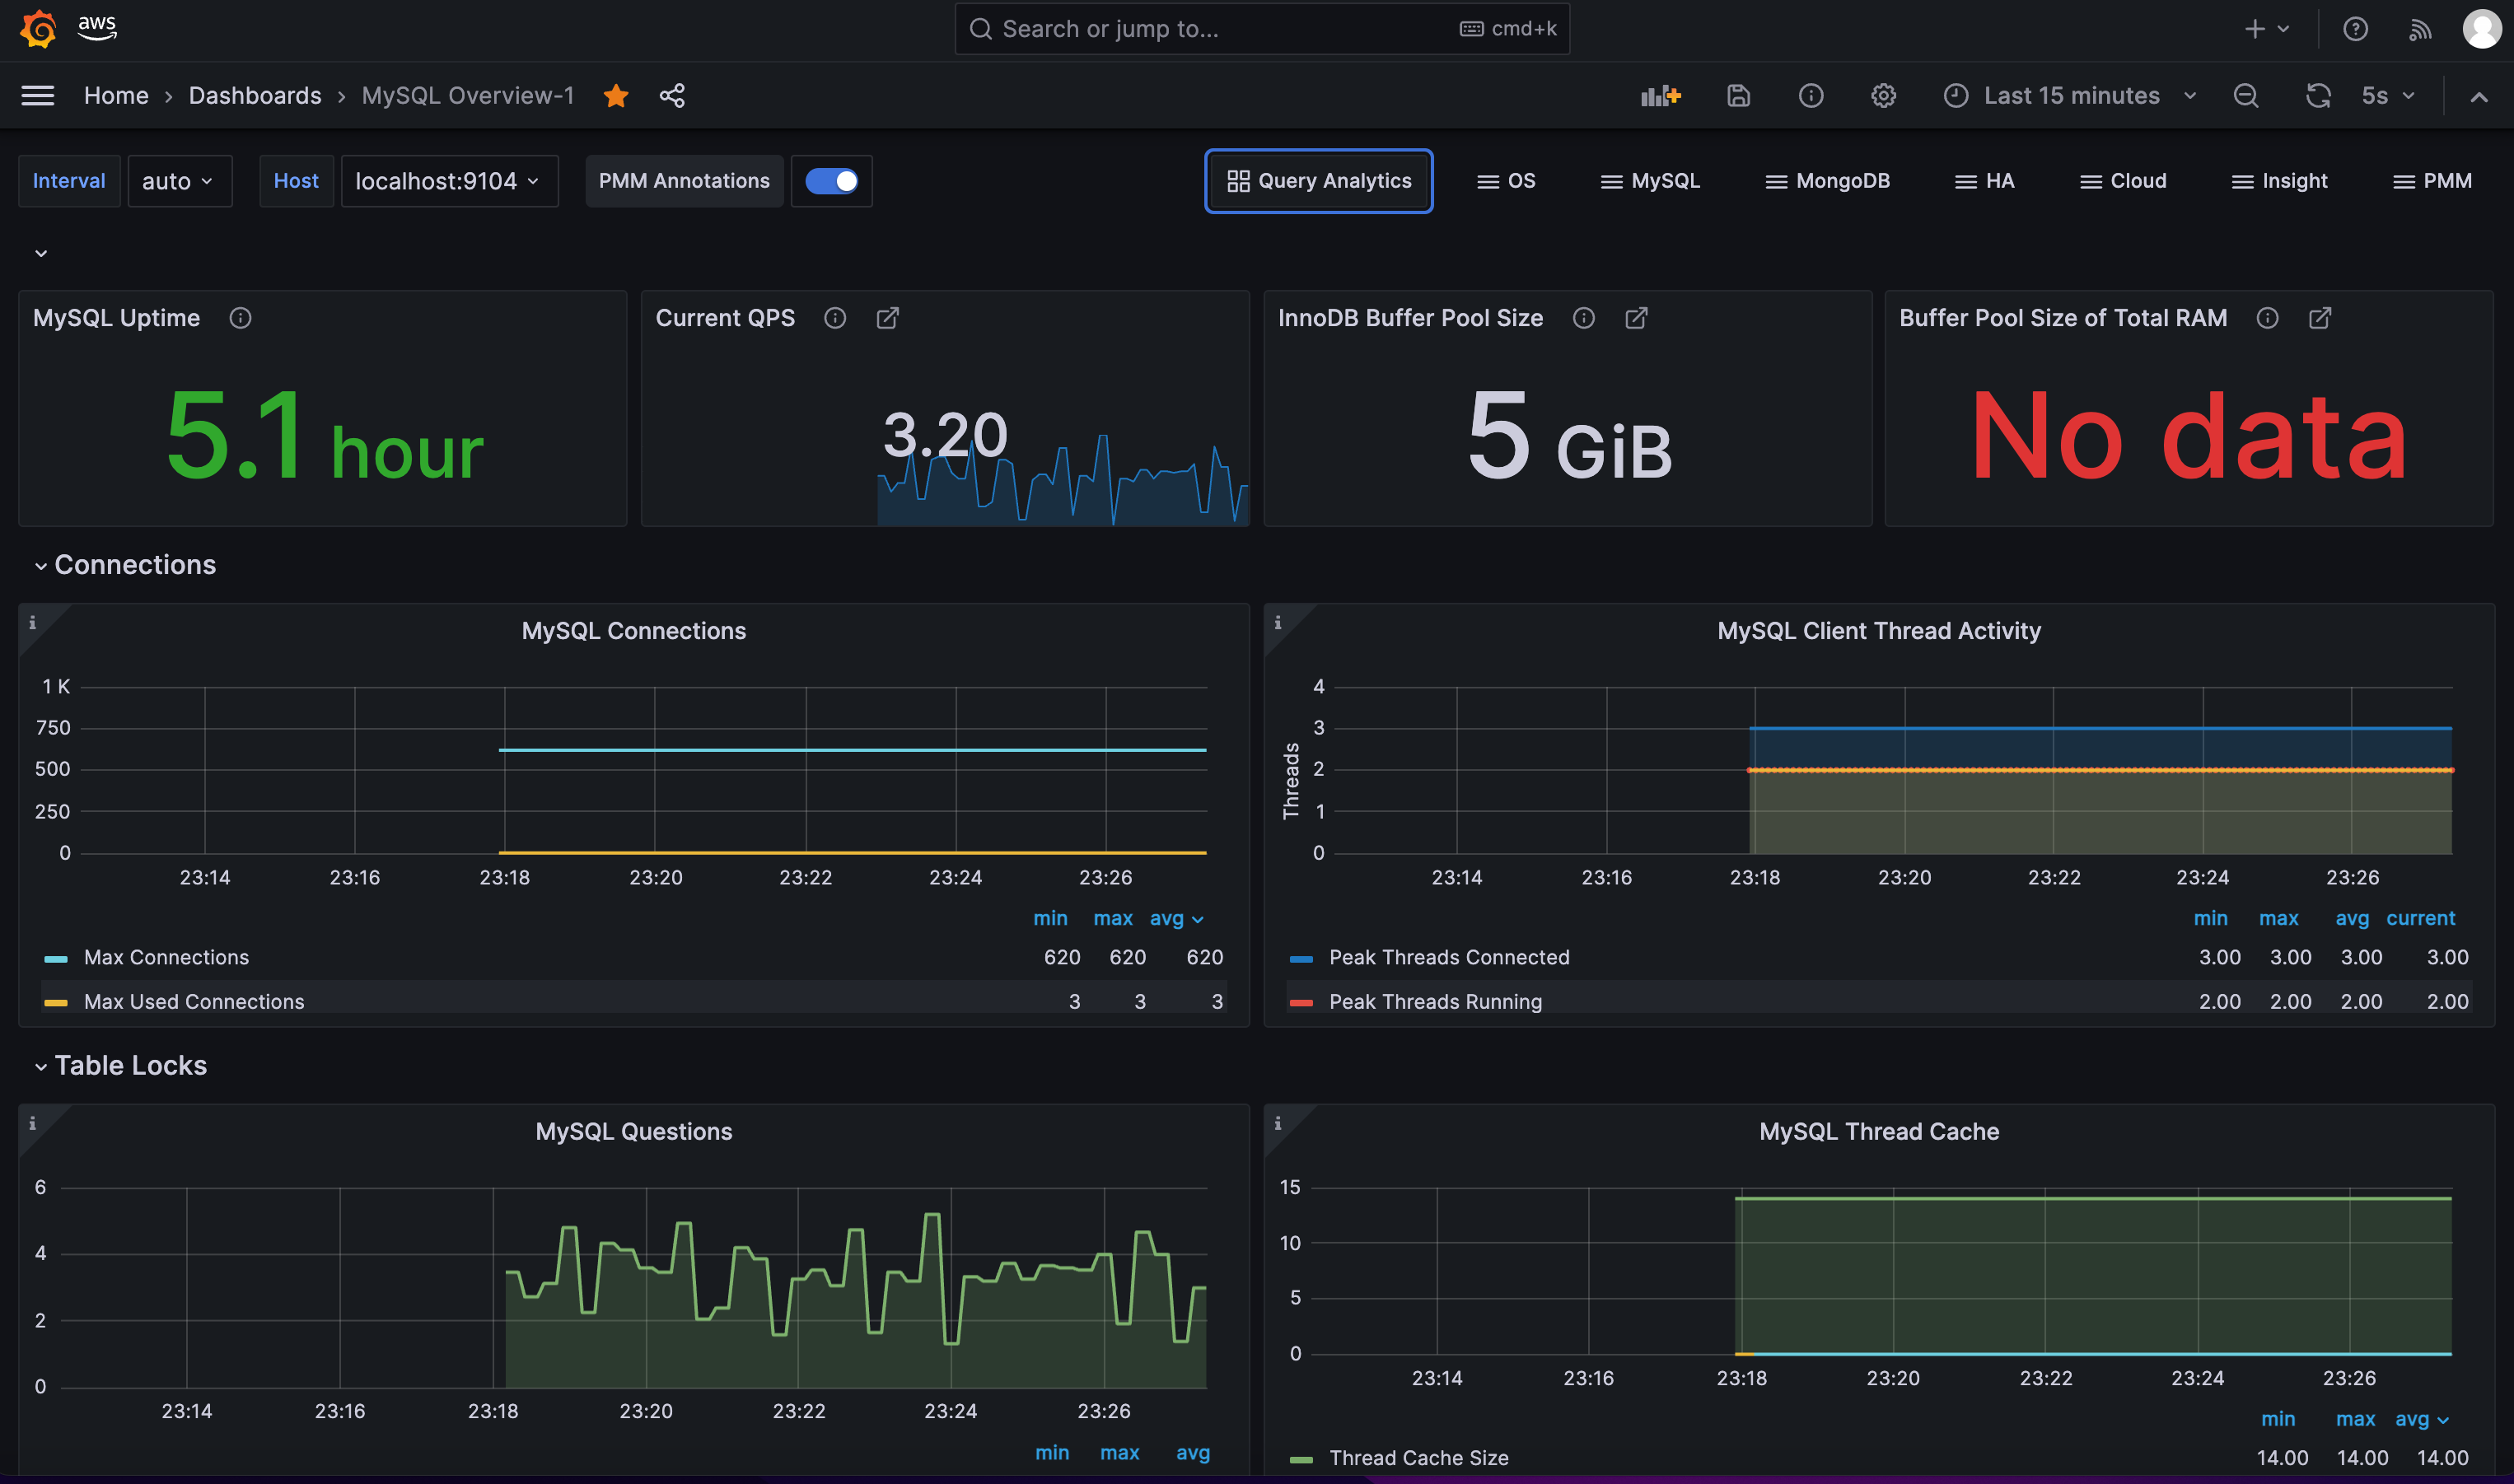 aws
Search or jump to...
cmd+k
Home › Dashboards › MySQL Overview-1
Last 15 minutes
5s
Interval
auto
Host
localhost:9104
PMM Annotations
Query Analytics
OS
MySQL
MongoDB
HA
Cloud
Insight
PMM
MySQL Uptime
5.1 hour
Current QPS
3.20
InnoDB Buffer Pool Size
5 GiB
Buffer Pool Size of Total RAM
No data
Connections
MySQL Connections
1 K
750
500
250
0
23:14 23:16 23:18 23:20 23:22 23:24 23:26
min max avg
Max Connections 620 620 620
Max Used Connections 3 3 3
MySQL Client Thread Activity
Threads
4
3
2
1
0
23:14 23:16 23:18 23:20 23:22 23:24 23:26
min max avg current
Peak Threads Connected 3.00 3.00 3.00 3.00
Peak Threads Running 2.00 2.00 2.00 2.00
Table Locks
MySQL Questions
6
4
2
0
23:14 23:16 23:18 23:20 23:22 23:24 23:26
min max avg
MySQL Thread Cache
15
10
5
0
23:14 23:16 23:18 23:20 23:22 23:24 23:26
min max avg
Thread Cache Size 14.00 14.00 14.00